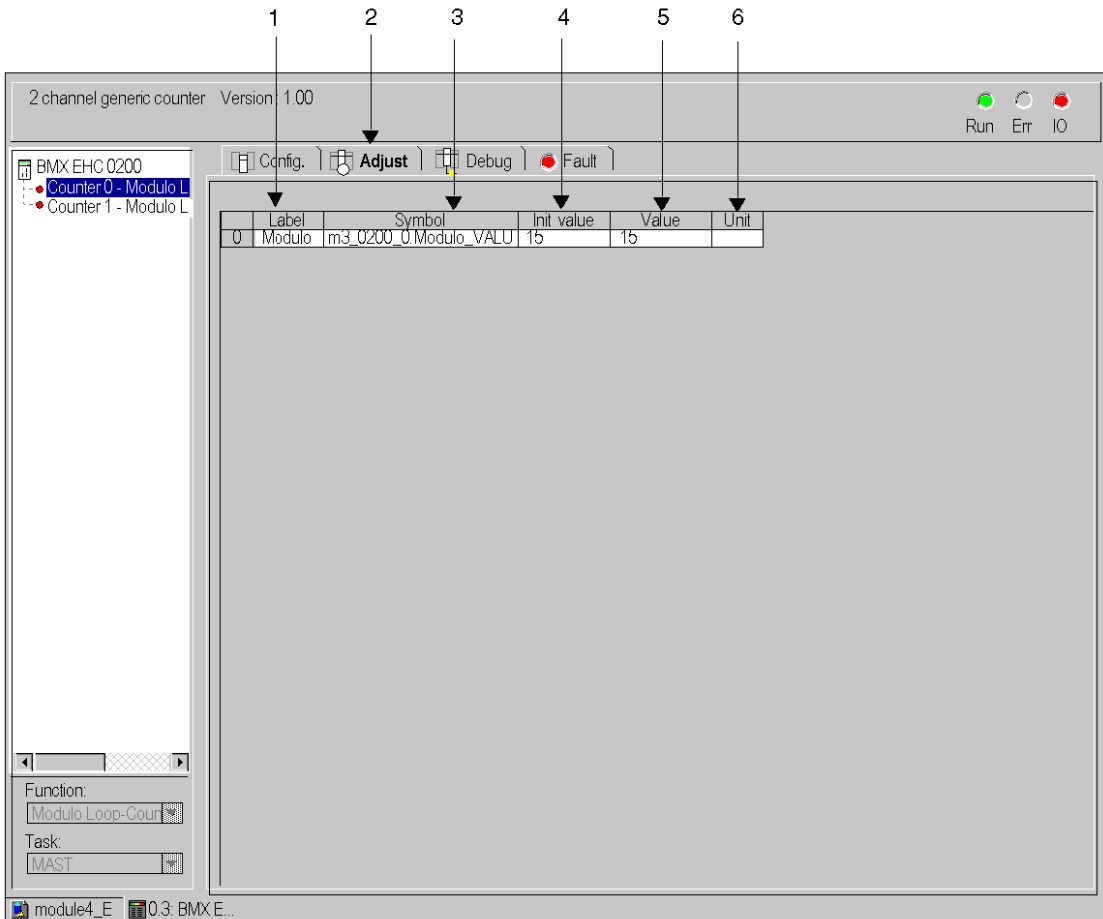 1 2 3 4 5 6
2 channel generic counter Version: 1.00
Run Err IO
BMX EHC 0200
Counter 0 - Modulo L
Counter 1 - Modulo L
Config. Adjust Debug Fault
Label Symbol Init value Value Unit
0 Modulo m3_0200_0.Modulo_VALU 15 15
Function:
Modulo Loop-Coun
Task:
MAST
module4_E 0.3: BMX E...